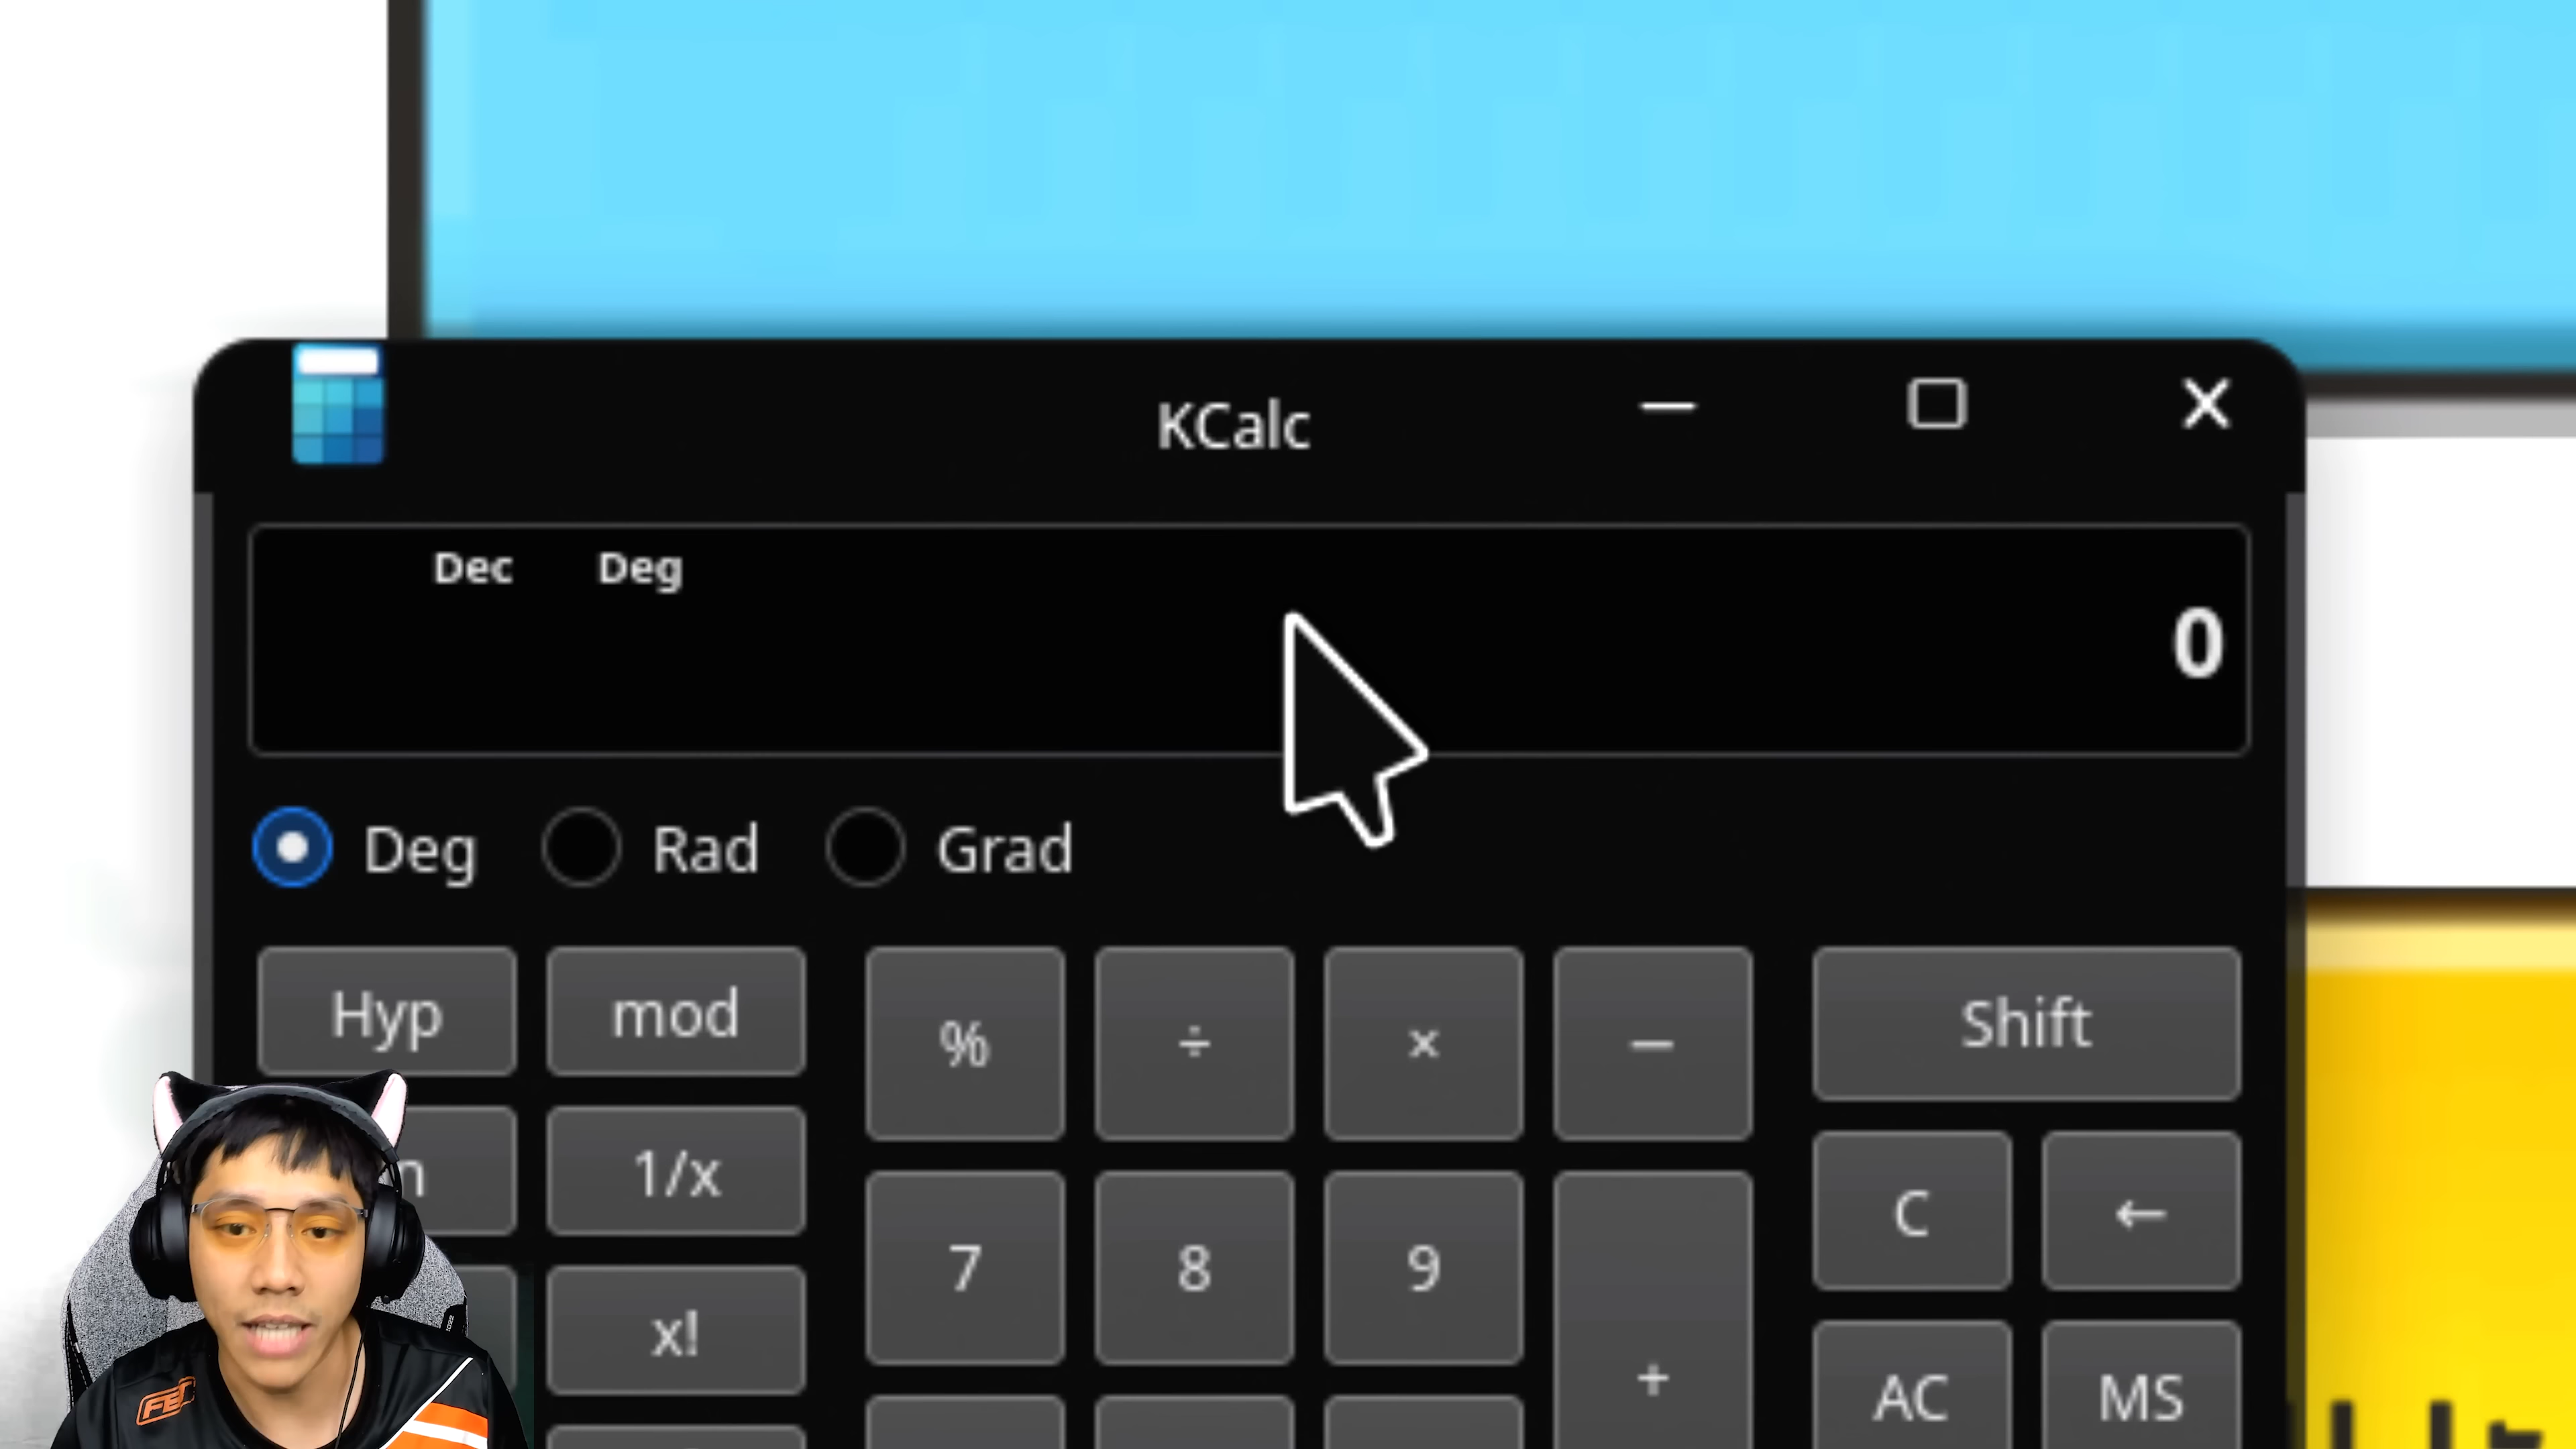 KCalc
Dec Deg
0
Deg Rad Grad
Hyp mod % ÷ × − Shift
1/x C ←
7 8 9
x! + AC MS